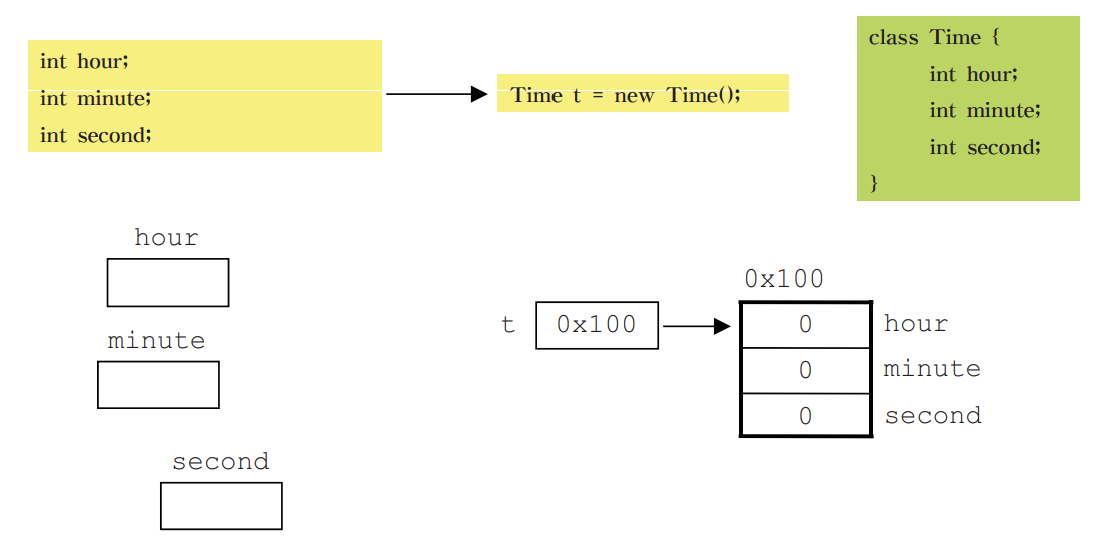 int hour;
int minute;
int second;
Time t = new Time();
class Time {
int hour;
int minute;
int second;
}
hour
minute
second
0x100
t 0x100
0 hour
0 minute
0 second